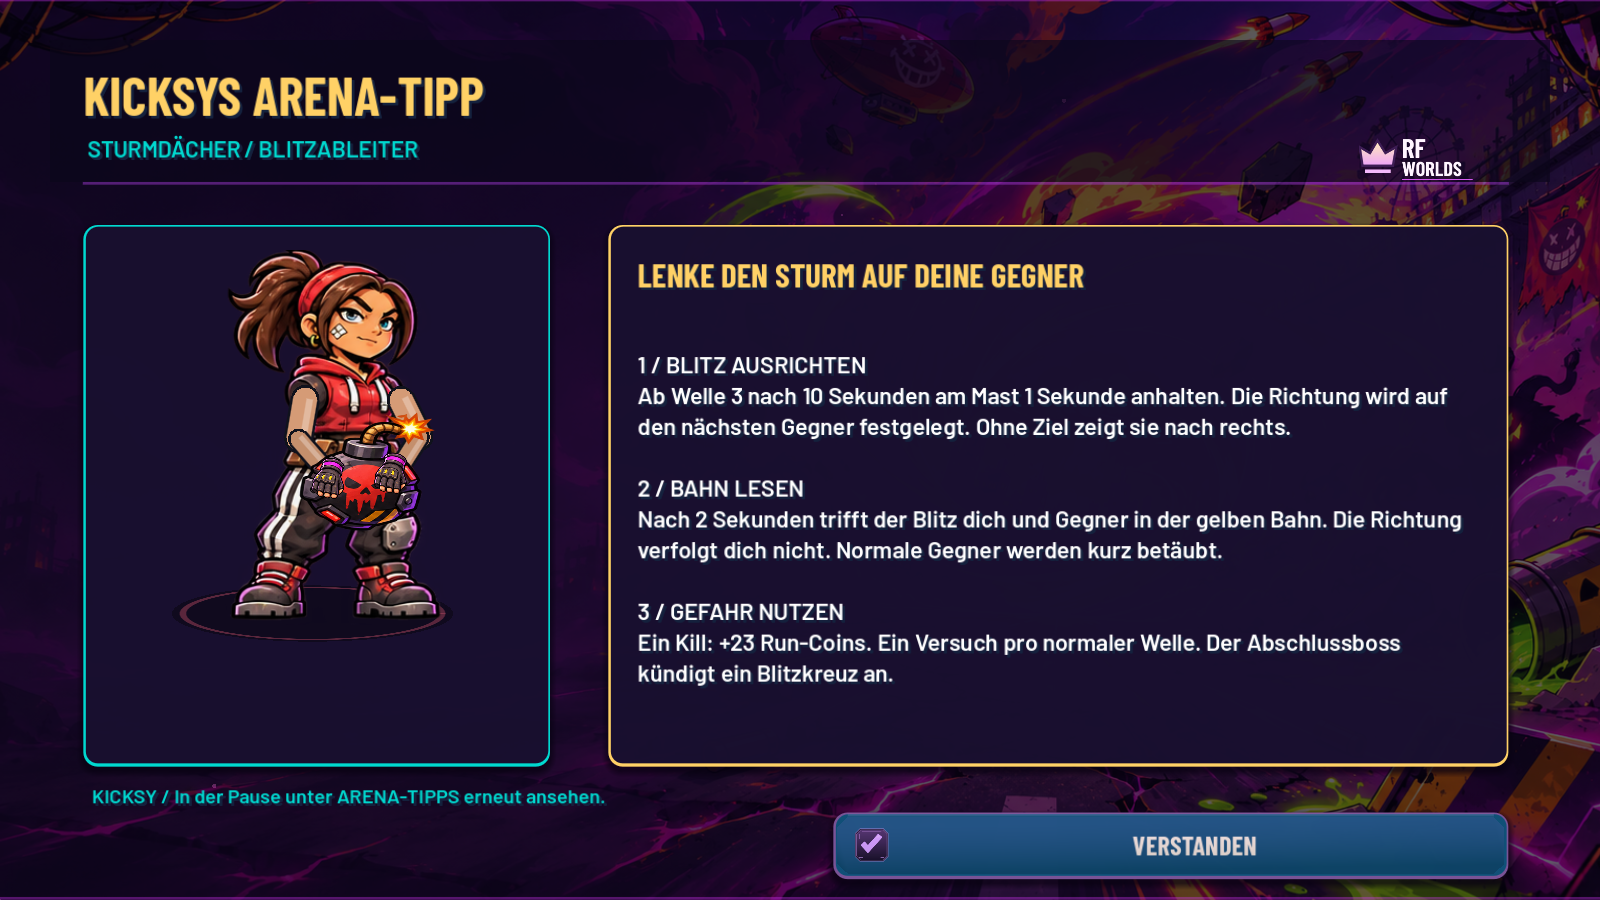 KICKSYS ARENA-TIPP
STURMDÄCHER / BLITZABLEITER
RF
WORLDS
LENKE DEN STURM AUF DEINE GEGNER
1 / BLITZ AUSRICHTEN
Ab Welle 3 nach 10 Sekunden am Mast 1 Sekunde anhalten. Die Richtung wird auf
den nächsten Gegner festgelegt. Ohne Ziel zeigt sie nach rechts.
2 / BAHN LESEN
Nach 2 Sekunden trifft der Blitz dich und Gegner in der gelben Bahn. Die Richtung
verfolgt dich nicht. Normale Gegner werden kurz betäubt.
3 / GEFAHR NUTZEN
Ein Kill: +23 Run-Coins. Ein Versuch pro normaler Welle. Der Abschlussboss
kündigt ein Blitzkreuz an.
KICKSY / In der Pause unter ARENA-TIPPS erneut ansehen.
VERSTANDEN